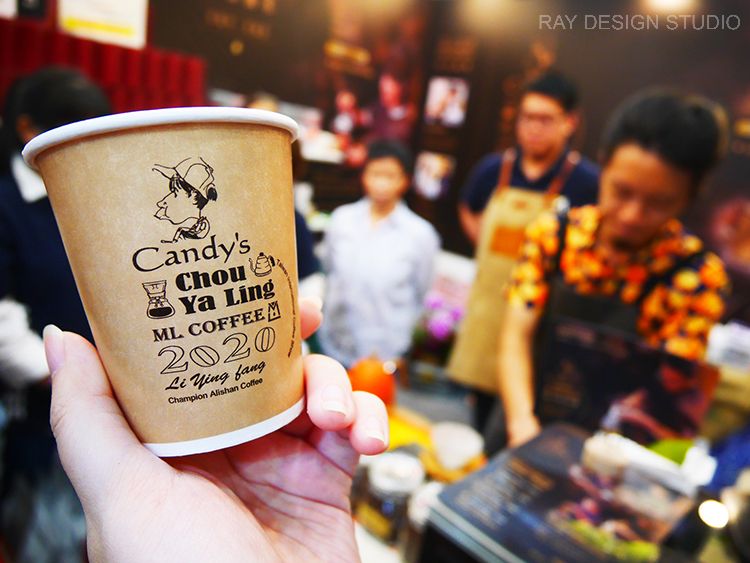 RAY DESIGN STUDIO
Candy's
Chou
Ya Ling
ML COFFEE
2020
Li Ying fang
Champion Alishan Coffee